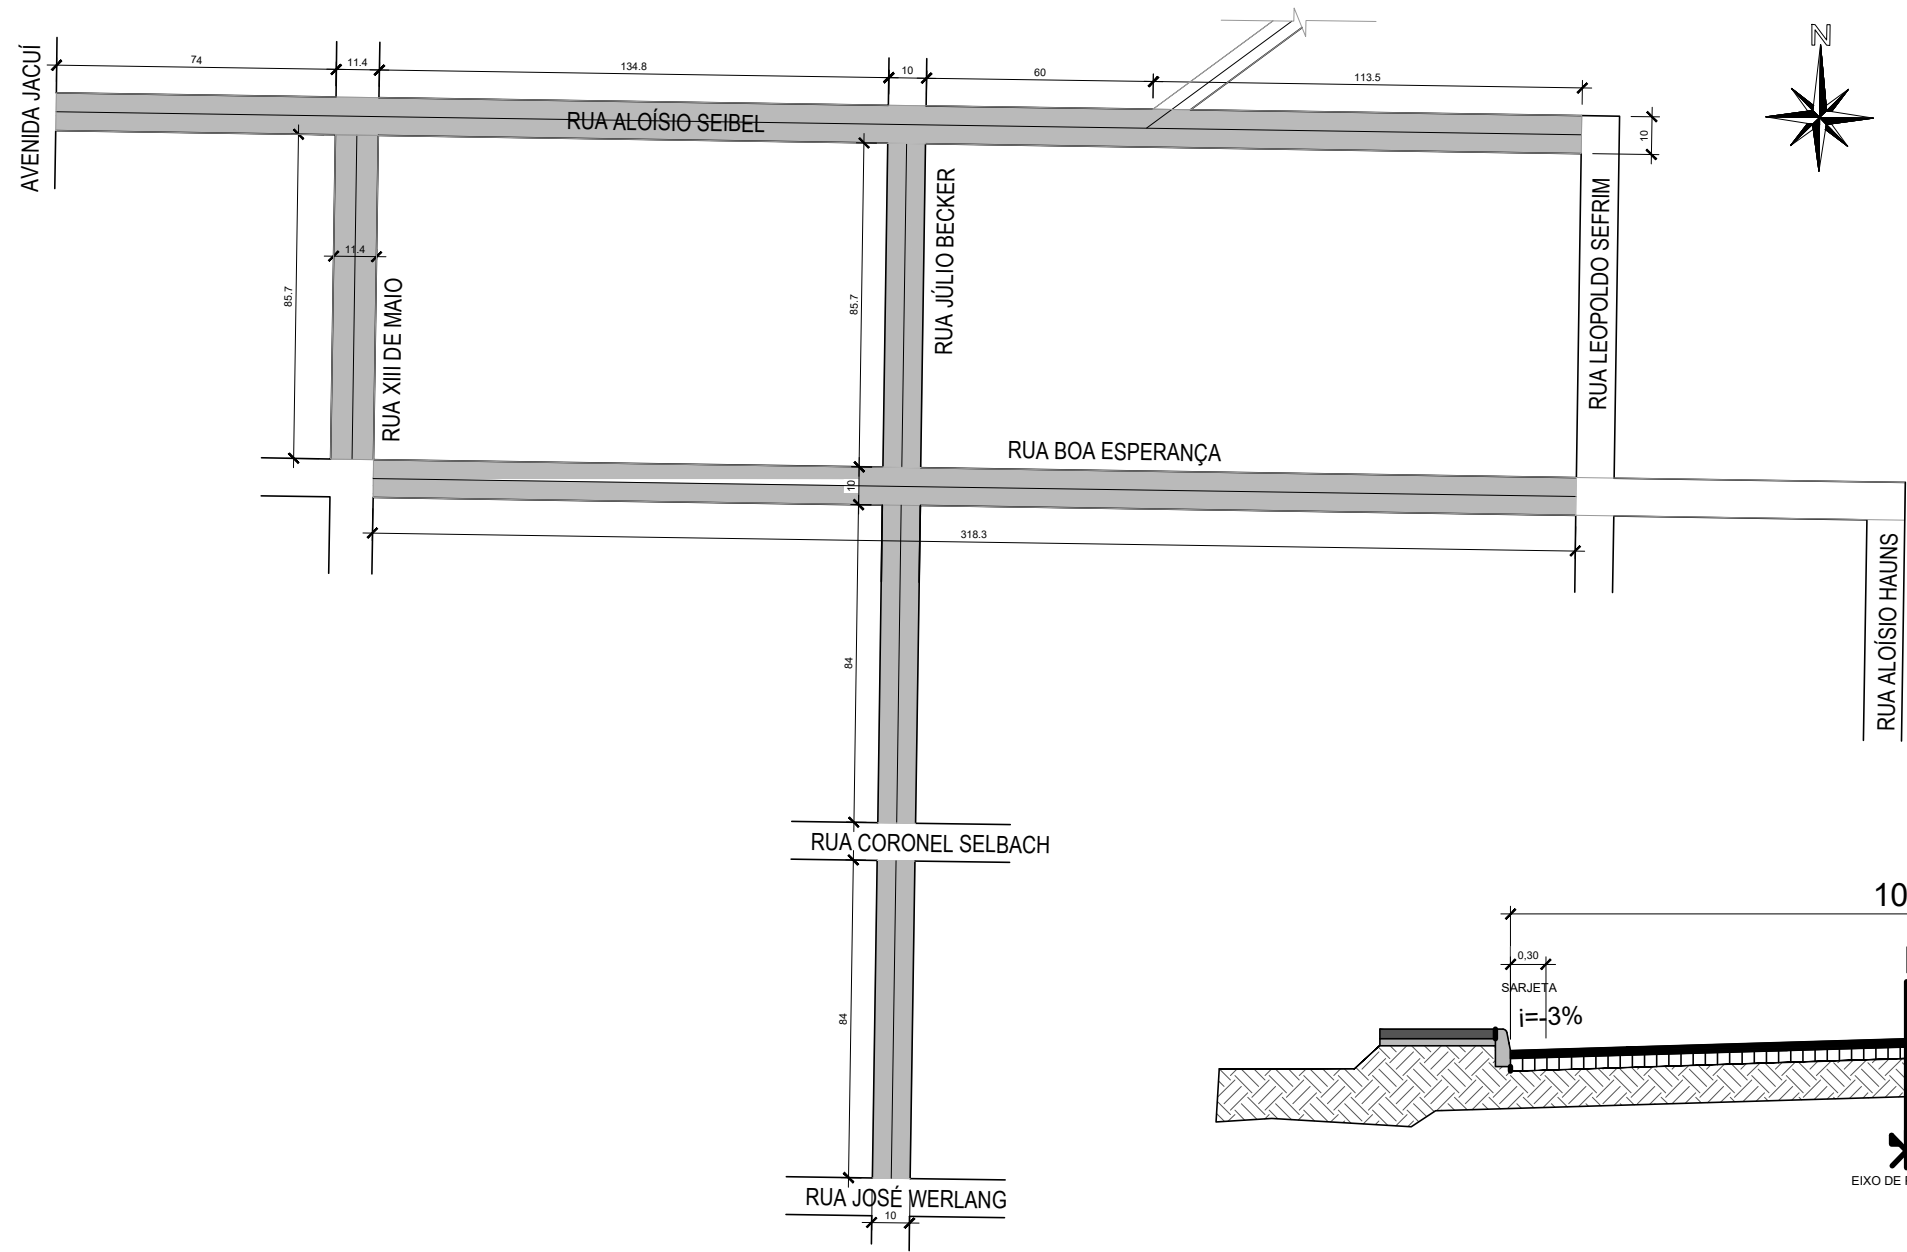 N
AVENIDA JACUÍ
74
11.4
134.8
10
60
113.5
RUA ALOÍSIO SEIBEL
10
85.7
11.4
RUA XIII DE MAIO
85.7
RUA JÚLIO BECKER
RUA LEOPOLDO SEFRIM
RUA BOA ESPERANÇA
10
318.3
RUA ALOÍSIO HAUNS
84
RUA CORONEL SELBACH
84
RUA JOSÉ WERLANG
10
10
0,30
SARJETA
i=-3%
EIXO DE